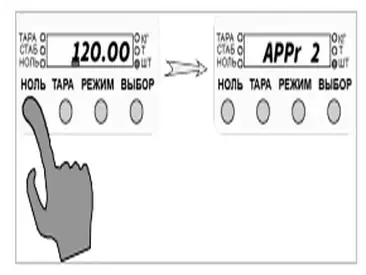 ТАРА
СТАБ
НОЛЬ
120.00
КГ
Т
ШТ
НОЛЬ ТАРА РЕЖИМ ВЫБОР
ТАРА
СТАБ
НОЛЬ
APPr 2
КГ
Т
ШТ
НОЛЬ ТАРА РЕЖИМ ВЫБОР